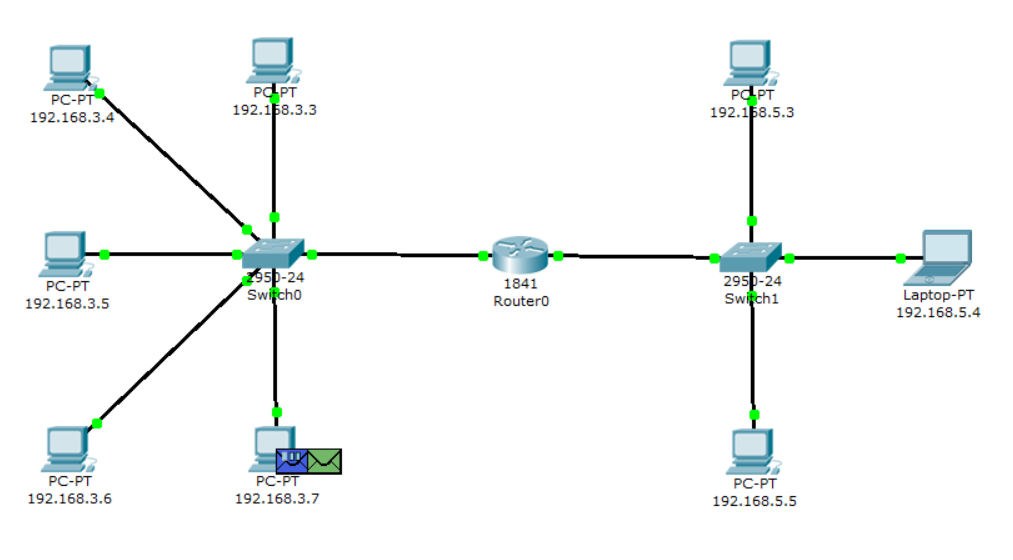 PC-PT
192.168.3.4
PC-PT
192.168.3.3
PC-PT
192.168.5.3
PC-PT
192.168.3.5
2950-24
Switch0
1841
Router0
2950-24
Switch1
Laptop-PT
192.168.5.4
PC-PT
192.168.3.6
PC-PT
192.168.3.7
PC-PT
192.168.5.5